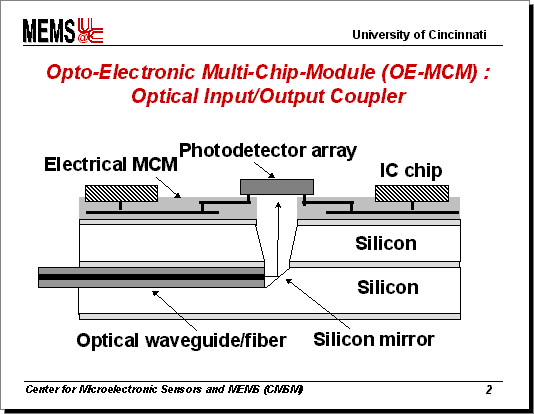 MEMS@UC
University of Cincinnati
Opto-Electronic Multi-Chip-Module (OE-MCM) :
Optical Input/Output Coupler
Photodetector array
Electrical MCM
IC chip
Silicon
Silicon
Optical waveguide/fiber
Silicon mirror
Center for Microelectronic Sensors and MEMS (CMSM)
2